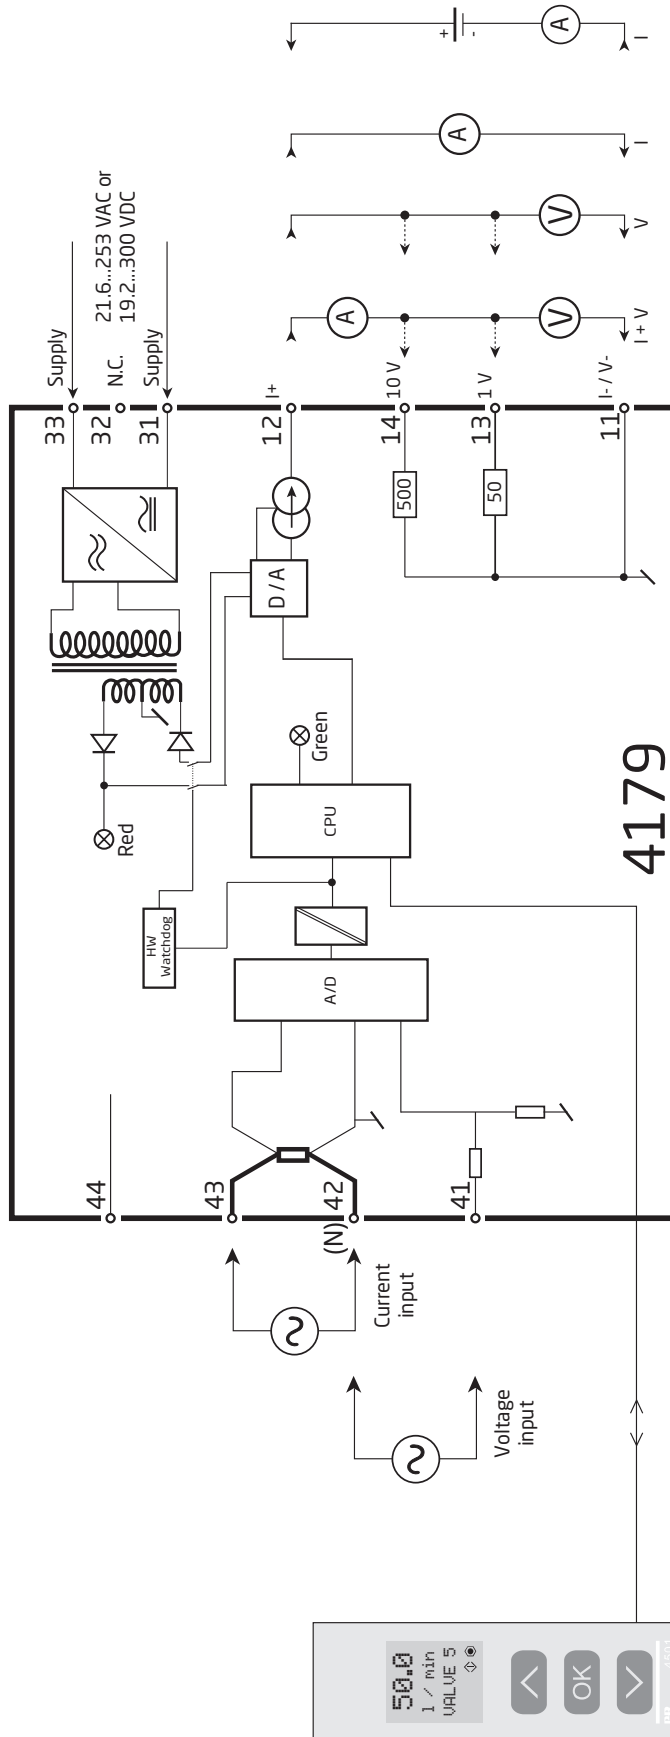 50.0
l / min
VALVE 5
OK
Voltage
input
Current
input
44
43
42
(N)
41
HW
Watchdog
Red
A/D
CPU
Green
D / A
4179
500
50
33
32
31
12
14
13
11
Supply
N.C.
Supply
21.6...253 VAC or
19.2...300 VDC
I+
10 V
1 V
I- / V-
A
V
I + V
V
V
A
I
+
-
A
I